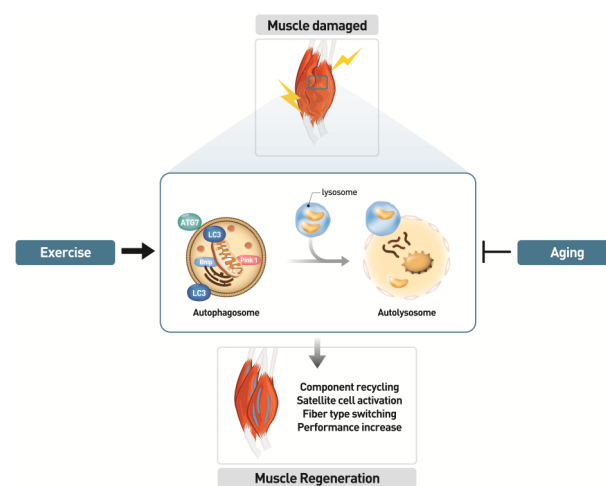 Muscle damaged
lysosome
ATG7
LC3
Bnip
Pink 1
LC3
Exercise
Aging
Autophagosome
Autolysosome
Component recycling
Satellite cell activation
Fiber type switching
Performance increase
Muscle Regeneration